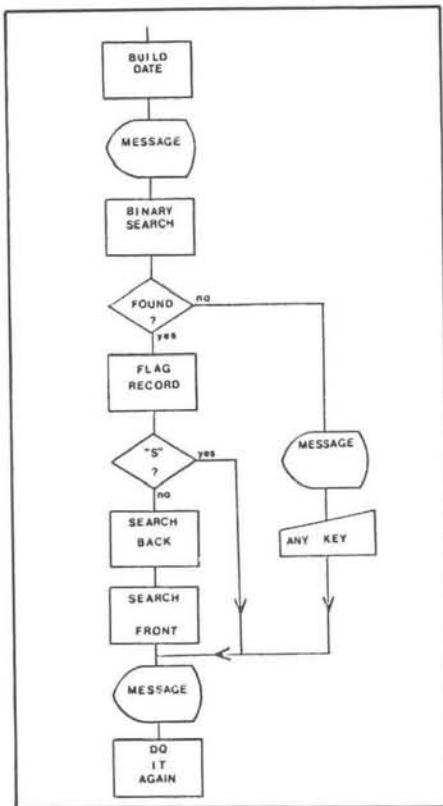 BUILD
DATE
MESSAGE
BINARY
SEARCH
FOUND
?
no
yes
FLAG
RECORD
"S"
?
yes
no
MESSAGE
SEARCH
BACK
ANY KEY
SEARCH
FRONT
MESSAGE
DO
IT
AGAIN